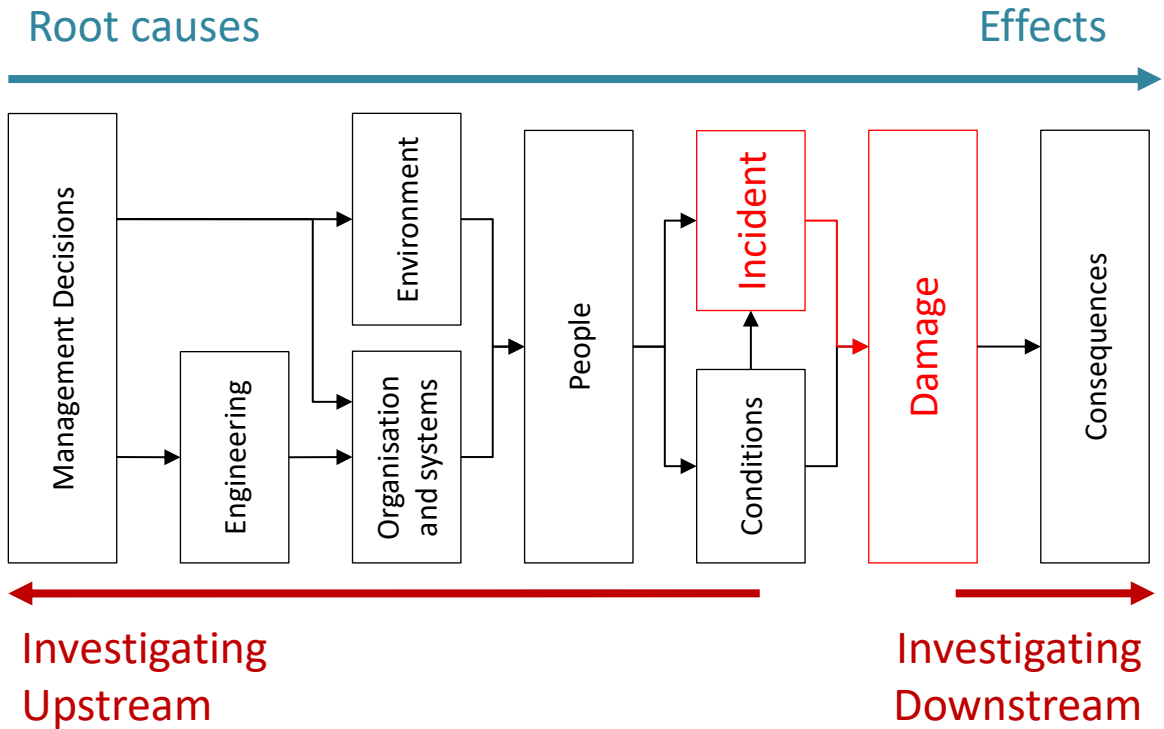 Root causes
Effects
Management Decisions
Engineering
Environment
Organisation
and systems
People
Incident
Conditions
Damage
Consequences
Investigating
Upstream
Investigating
Downstream